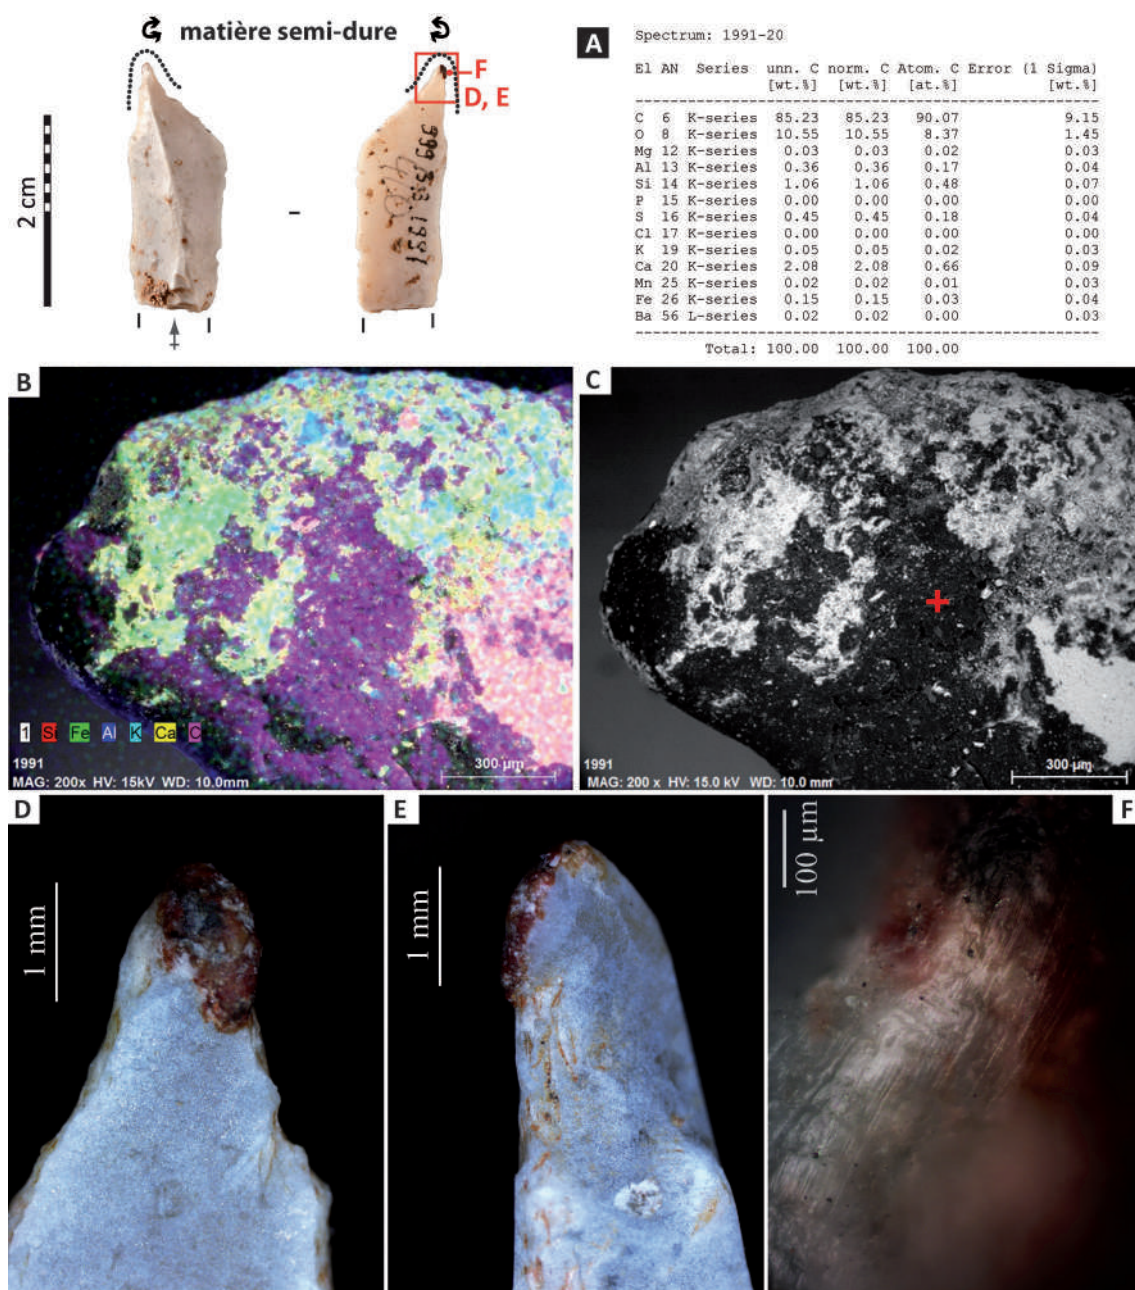 matière semi-dure
F
D, E
2 cm
A
Spectrum: 1991-20
El AN Series unn. C norm. C Atom. C Error (1 Sigma)
[wt.%] [wt.%] [at.%] [wt.%]
C 6 K-series 85.23 85.23 90.07 9.15
O 8 K-series 10.55 10.55 8.37 1.45
Mg 12 K-series 0.03 0.03 0.02 0.03
Al 13 K-series 0.36 0.36 0.17 0.04
Si 14 K-series 1.06 1.06 0.48 0.07
P 15 K-series 0.00 0.00 0.00 0.00
S 16 K-series 0.45 0.45 0.18 0.04
Cl 17 K-series 0.00 0.00 0.00 0.00
K 19 K-series 0.05 0.05 0.02 0.03
Ca 20 K-series 2.08 2.08 0.66 0.09
Mn 25 K-series 0.02 0.02 0.01 0.03
Fe 26 K-series 0.15 0.15 0.03 0.04
Ba 56 L-series 0.02 0.02 0.00 0.03
Total: 100.00 100.00 100.00
B
1 Si Fe Al K Ca C
1991
MAG: 200x HV: 15kV WD: 10.0mm
300 µm
C
1991
MAG: 200 x HV: 15.0 kV WD: 10.0 mm
300 µm
D
1 mm
E
1 mm
F
100 µm